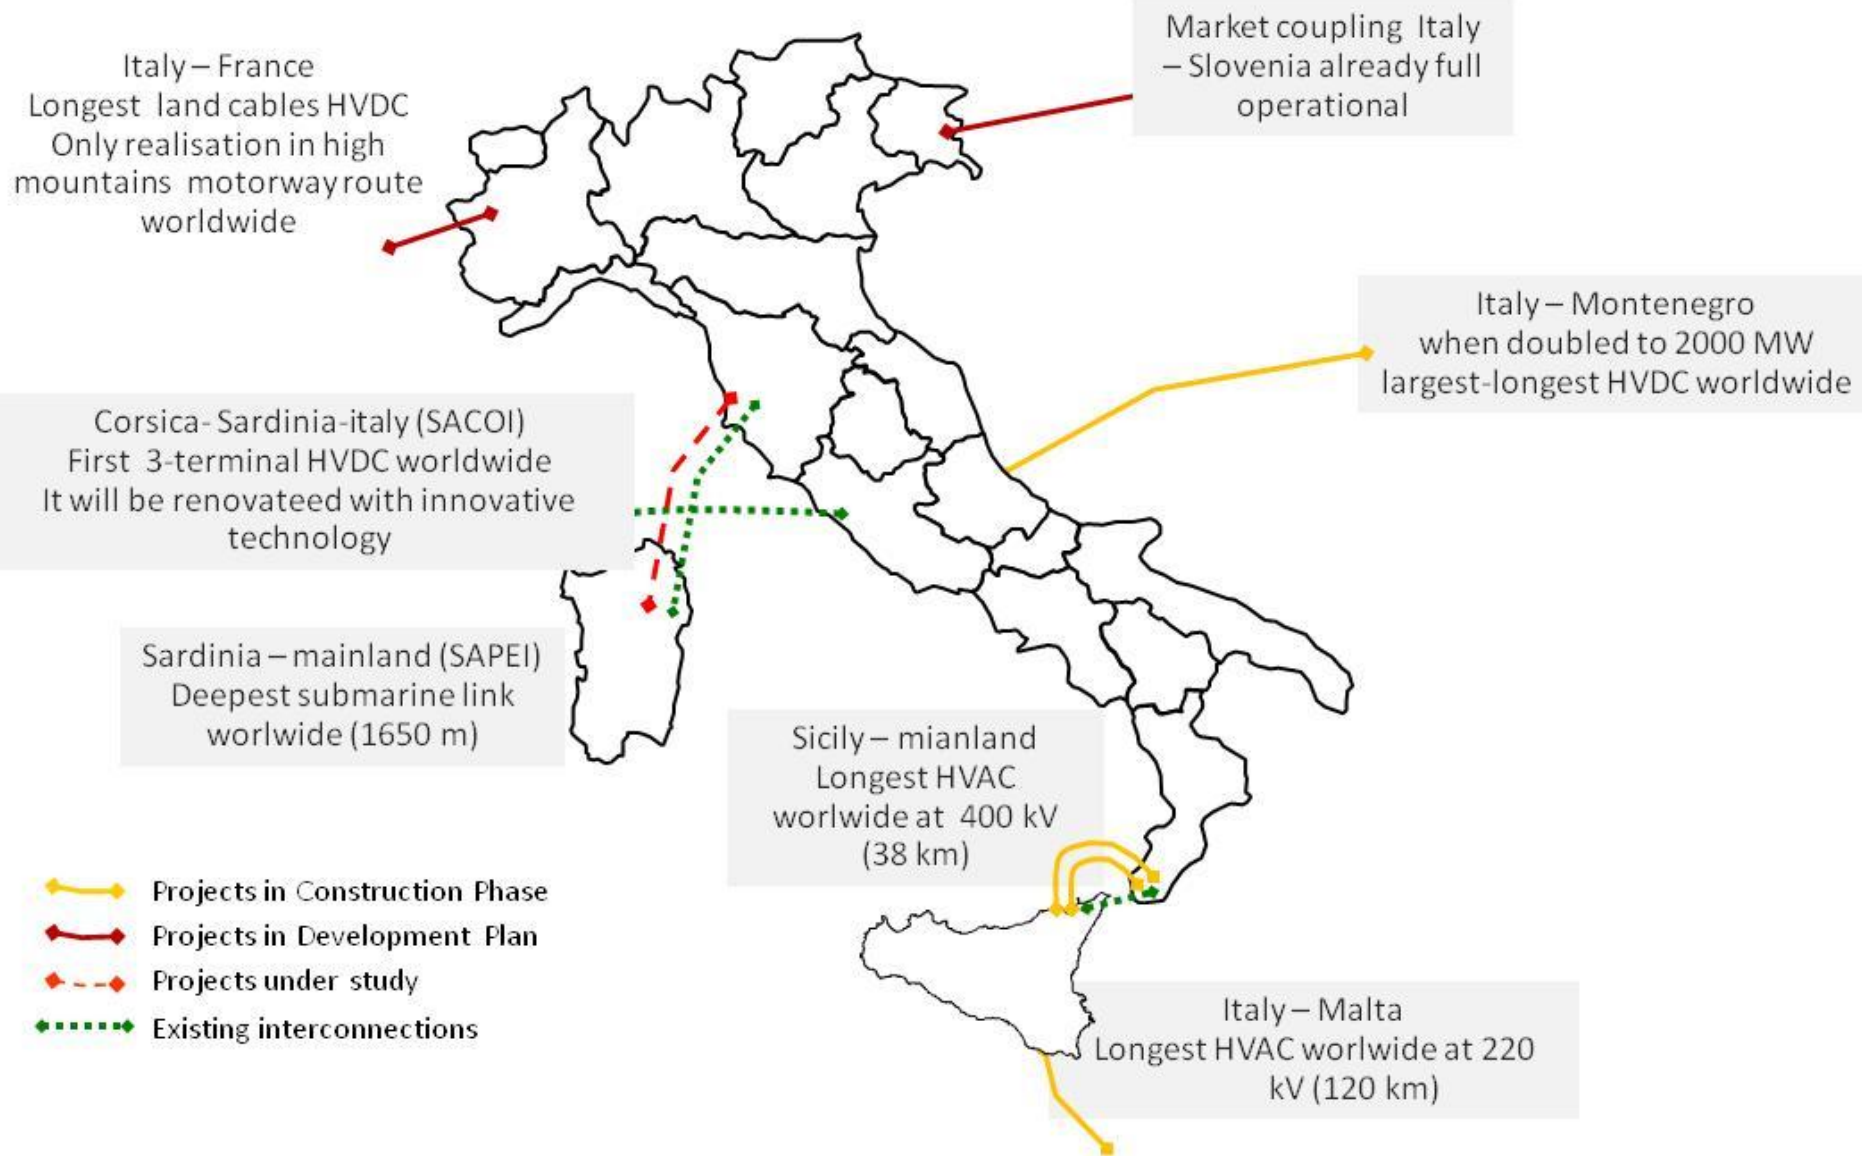 Italy – France
Longest land cables HVDC
Only realisation in high
mountains motorway route
worldwide
Market coupling Italy
– Slovenia already full
operational
Italy – Montenegro
when doubled to 2000 MW
largest-longest HVDC worldwide
Corsica- Sardinia-italy (SACOI)
First 3-terminal HVDC worldwide
It will be renovateed with innovative
technology
Sardinia – mainland (SAPEI)
Deepest submarine link
worlwide (1650 m)
Sicily – mianland
Longest HVAC
worlwide at 400 kV
(38 km)
Projects in Construction Phase
Projects in Development Plan
Projects under study
Existing interconnections
Italy – Malta
Longest HVAC worlwide at 220
kV (120 km)